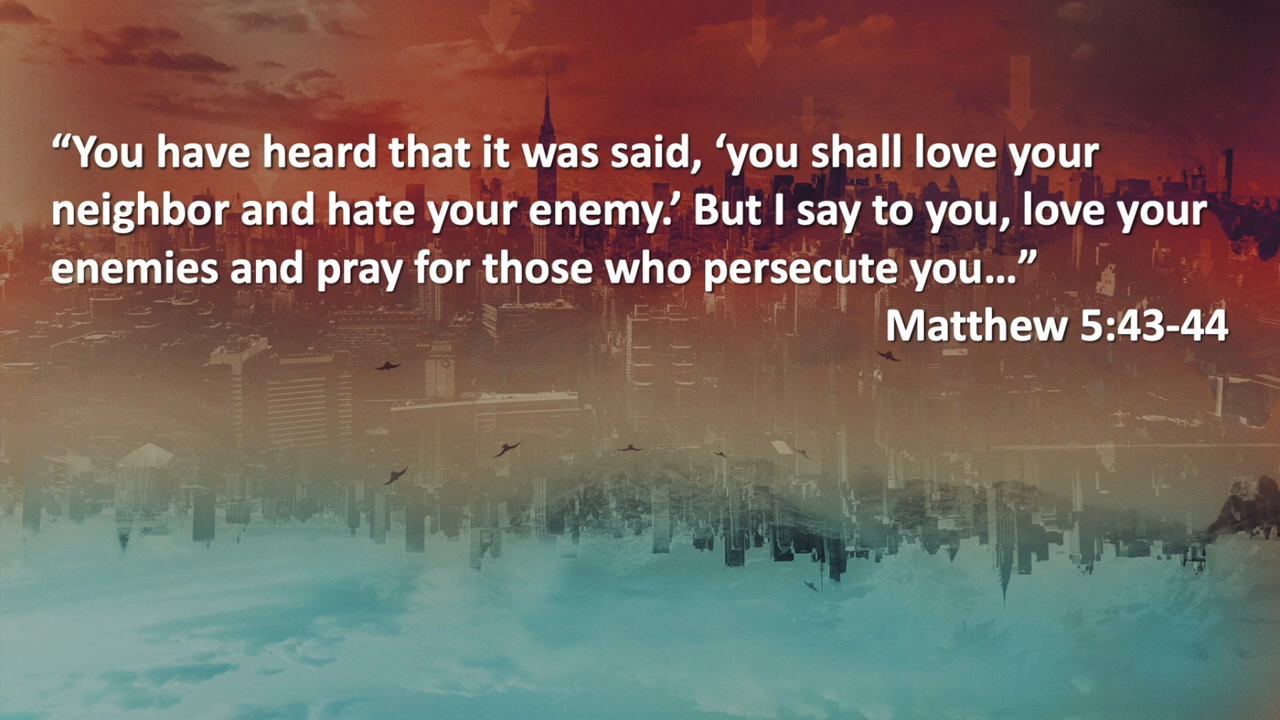 “You have heard that it was said, ‘you shall love your
neighbor and hate your enemy.’ But I say to you, love your
enemies and pray for those who persecute you…”
Matthew 5:43-44